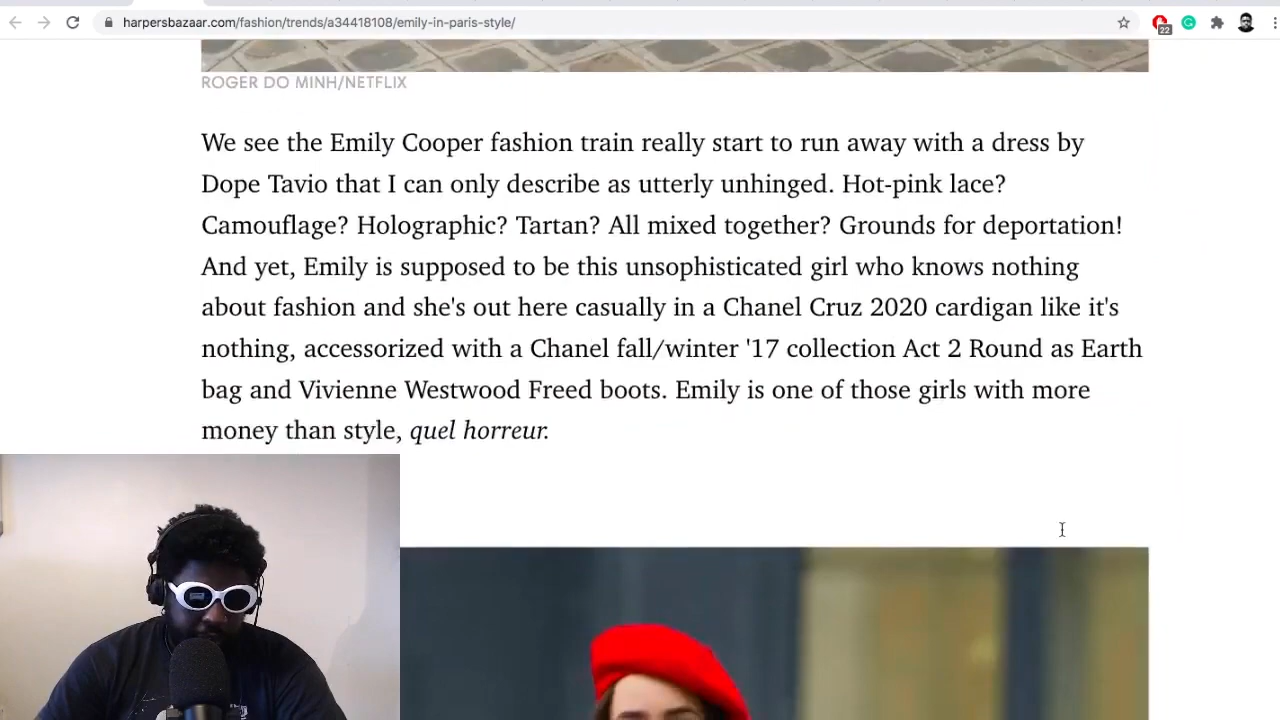 harpersbazaar.com/fashion/trends/a34418108/emily-in-paris-style/
22
ROGER DO MINH/NETFLIX
We see the Emily Cooper fashion train really start to run away with a dress by
Dope Tavio that I can only describe as utterly unhinged. Hot-pink lace?
Camouflage? Holographic? Tartan? All mixed together? Grounds for deportation!
And yet, Emily is supposed to be this unsophisticated girl who knows nothing
about fashion and she's out here casually in a Chanel Cruz 2020 cardigan like it's
nothing, accessorized with a Chanel fall/winter '17 collection Act 2 Round as Earth
bag and Vivienne Westwood Freed boots. Emily is one of those girls with more
money than style, quel horreur.